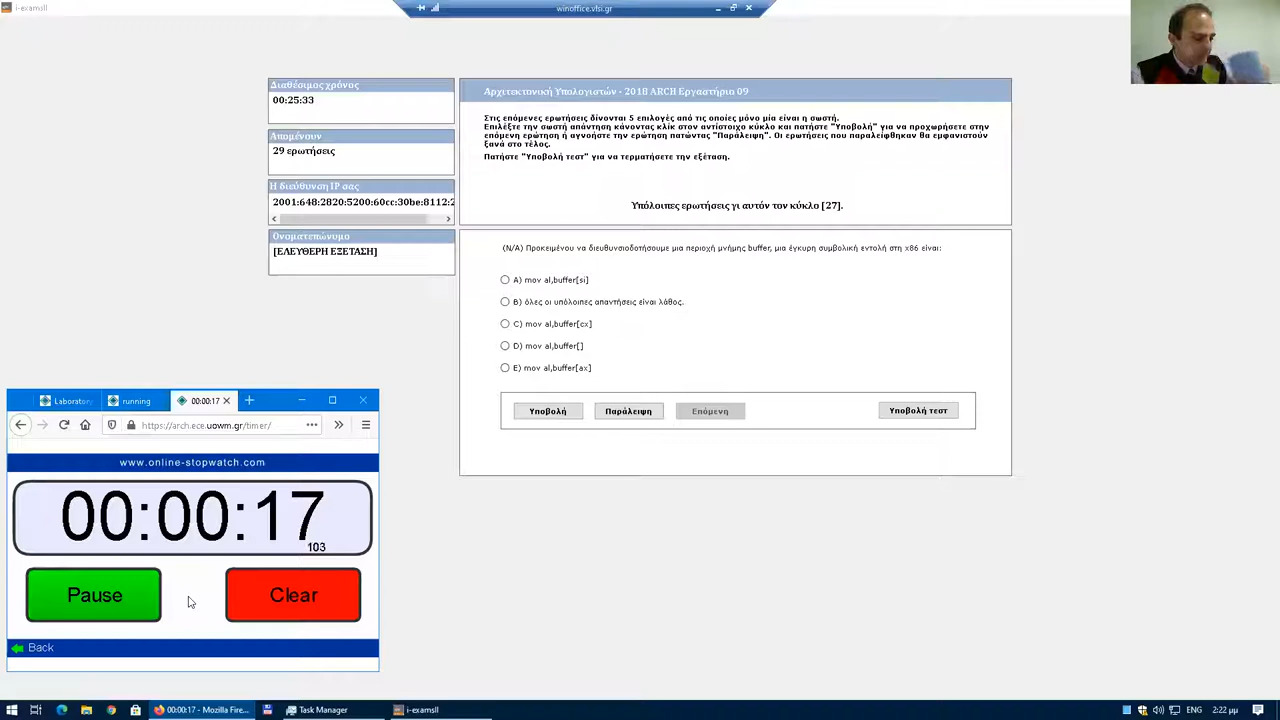 i-examsll
winoffice.vlsi.gr
Διαθέσιμος χρόνος
00:25:33
Απομένουν
29 ερωτήσεις
Η διεύθυνση IP σας
2001:648:2820:5200:60cc:30be:8112:2
Ονοματεπώνυμο
[ΕΛΕΥΘΕΡΗ ΕΞΕΤΑΣΗ]
Αρχιτεκτονική Υπολογιστών - 2018 ARCH Εργαστήριο 09
Στις επόμενες ερωτήσεις δίνονται 5 επιλογές από τις οποίες μόνο μία είναι η σωστή.
Επιλέξτε την σωστή απάντηση κάνοντας κλίκ στον αντίστοιχο κύκλο και πατήστε "Υποβολή" για να προχωρήσετε στην
επόμενη ερώτηση ή αγνοήστε την ερώτηση πατώντας "Παράλειψη". Οι ερωτήσεις που παραλείφθηκαν θα εμφανιστούν
ξανά στο τέλος.
Πατήστε "Υποβολή τεστ" για να τερματήσετε την εξέταση.
Υπόλοιπες ερωτήσεις γι αυτόν τον κύκλο [27].
(N/A) Προκειμένου να διευθυνσιοδοτήσουμε μια περιοχή μνήμης buffer, μια έγκυρη συμβολική εντολή στη x86 είναι:
A) mov al,buffer[si]
B) όλες οι υπόλοιπες απαντήσεις είναι λάθος.
C) mov al,buffer[cx]
D) mov al,buffer[]
E) mov al,buffer[ax]
Υποβολή
Παράλειψη
Επόμενη
Υποβολή τεστ
Laborator
running
00:00:17
https://arch.ece.uowm.gr/timer/
www.online-stopwatch.com
00:00:17
103
Pause
Clear
Back
00:00:17 - Mozilla Fire...
Task Manager
i-examsll
ENG
2:22 μμ